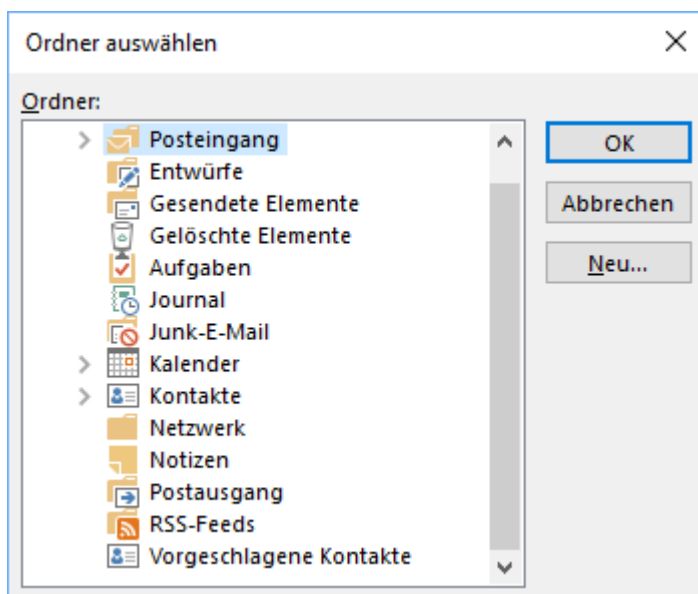 Ordner auswählen
Ordner:
Posteingang
Entwürfe
Gesendete Elemente
Gelöschte Elemente
Aufgaben
Journal
Junk-E-Mail
Kalender
Kontakte
Netzwerk
Notizen
Postausgang
RSS-Feeds
Vorgeschlagene Kontakte
OK
Abbrechen
Neu...